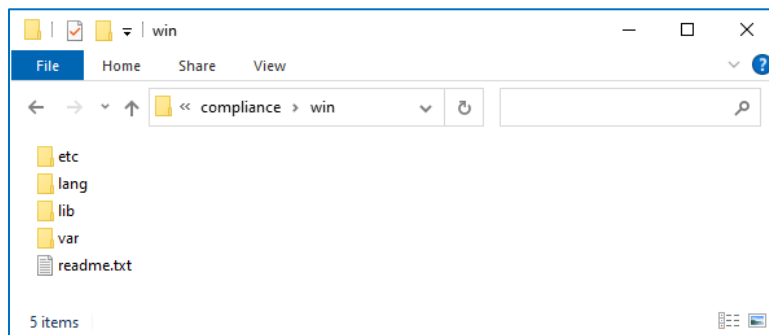 win
File Home Share View
« compliance > win
etc
lang
lib
var
readme.txt
5 items